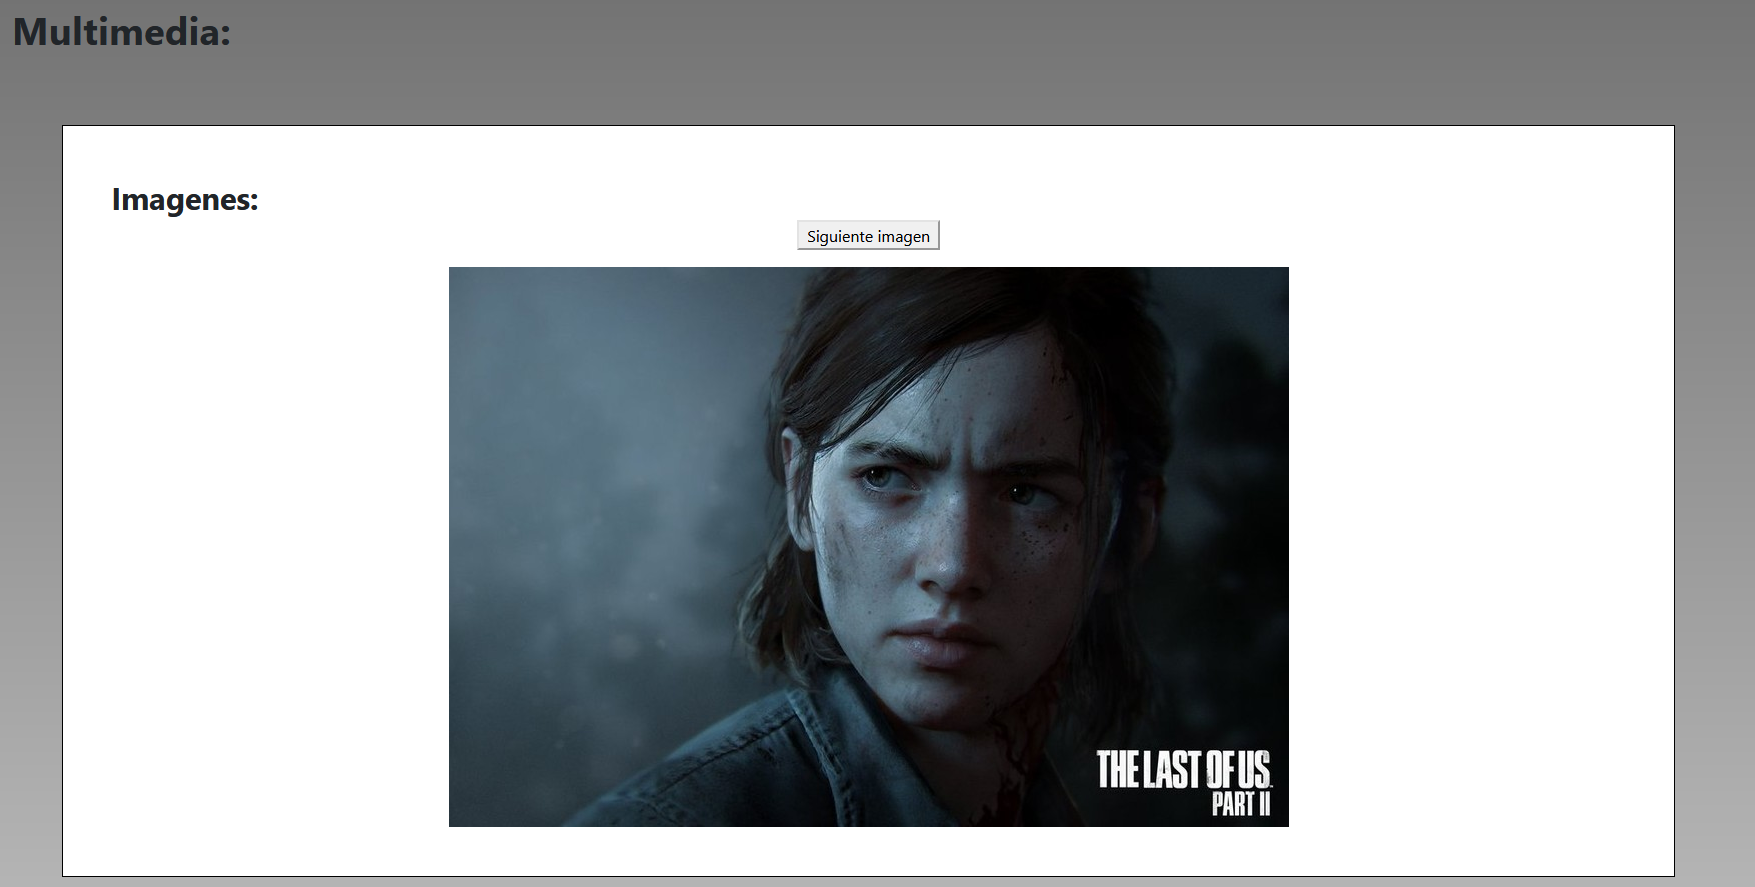 Multimedia:
Imagenes:
Siguiente imagen
THE LAST OF US
PART II